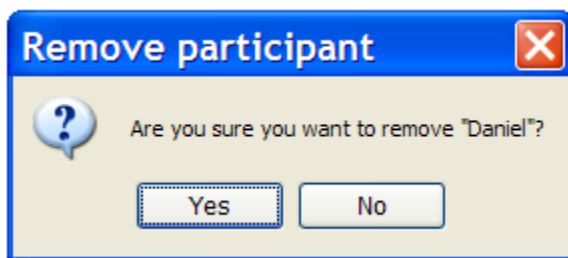 Remove participant
Are you sure you want to remove "Daniel"?
Yes
No